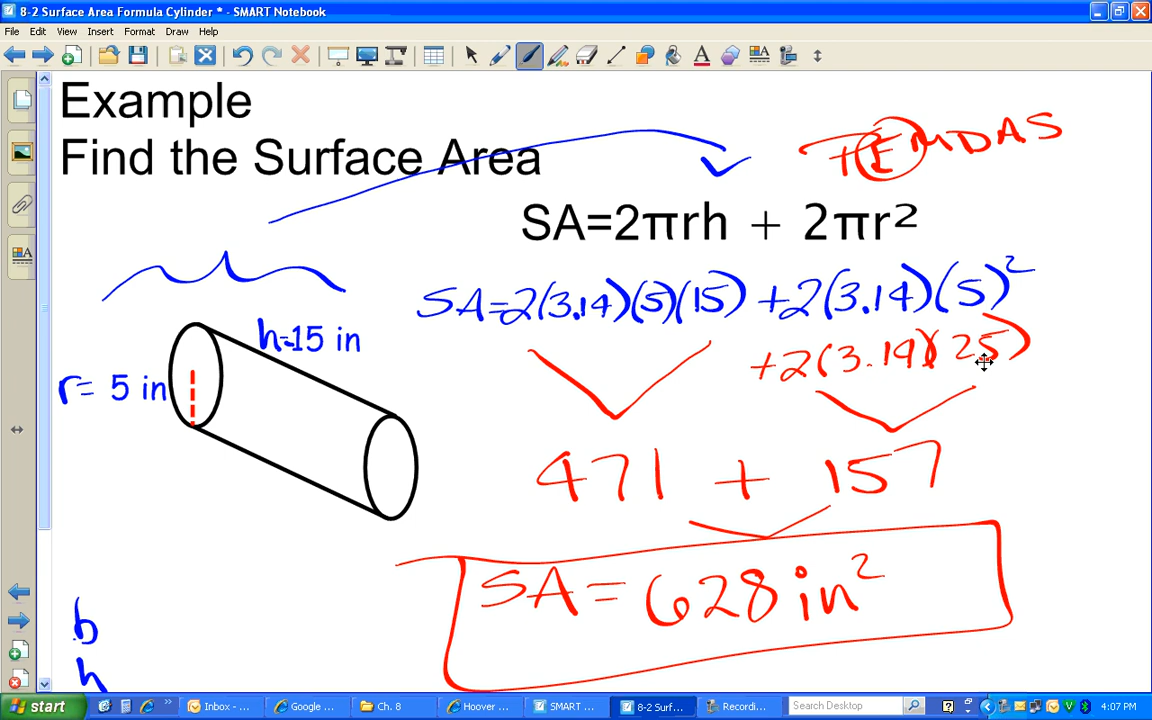 8-2 Surface Area Formula Cylinder * - SMART Notebook
File Edit View Insert Format Draw Help
Example
PEMDAS
Find the Surface Area
SA=2πrh + 2πr²
SA=2(3.14)(5)(15) +2(3.14)(5)²
h=15 in
+2(3.14)(25)
r= 5 in
471 + 157
SA= 628 in²
b
h
start Inbox - ... Google ... Ch. 8 Hoover ... SMART ... 8-2 Surf... Recordi... Search Desktop 4:07 PM